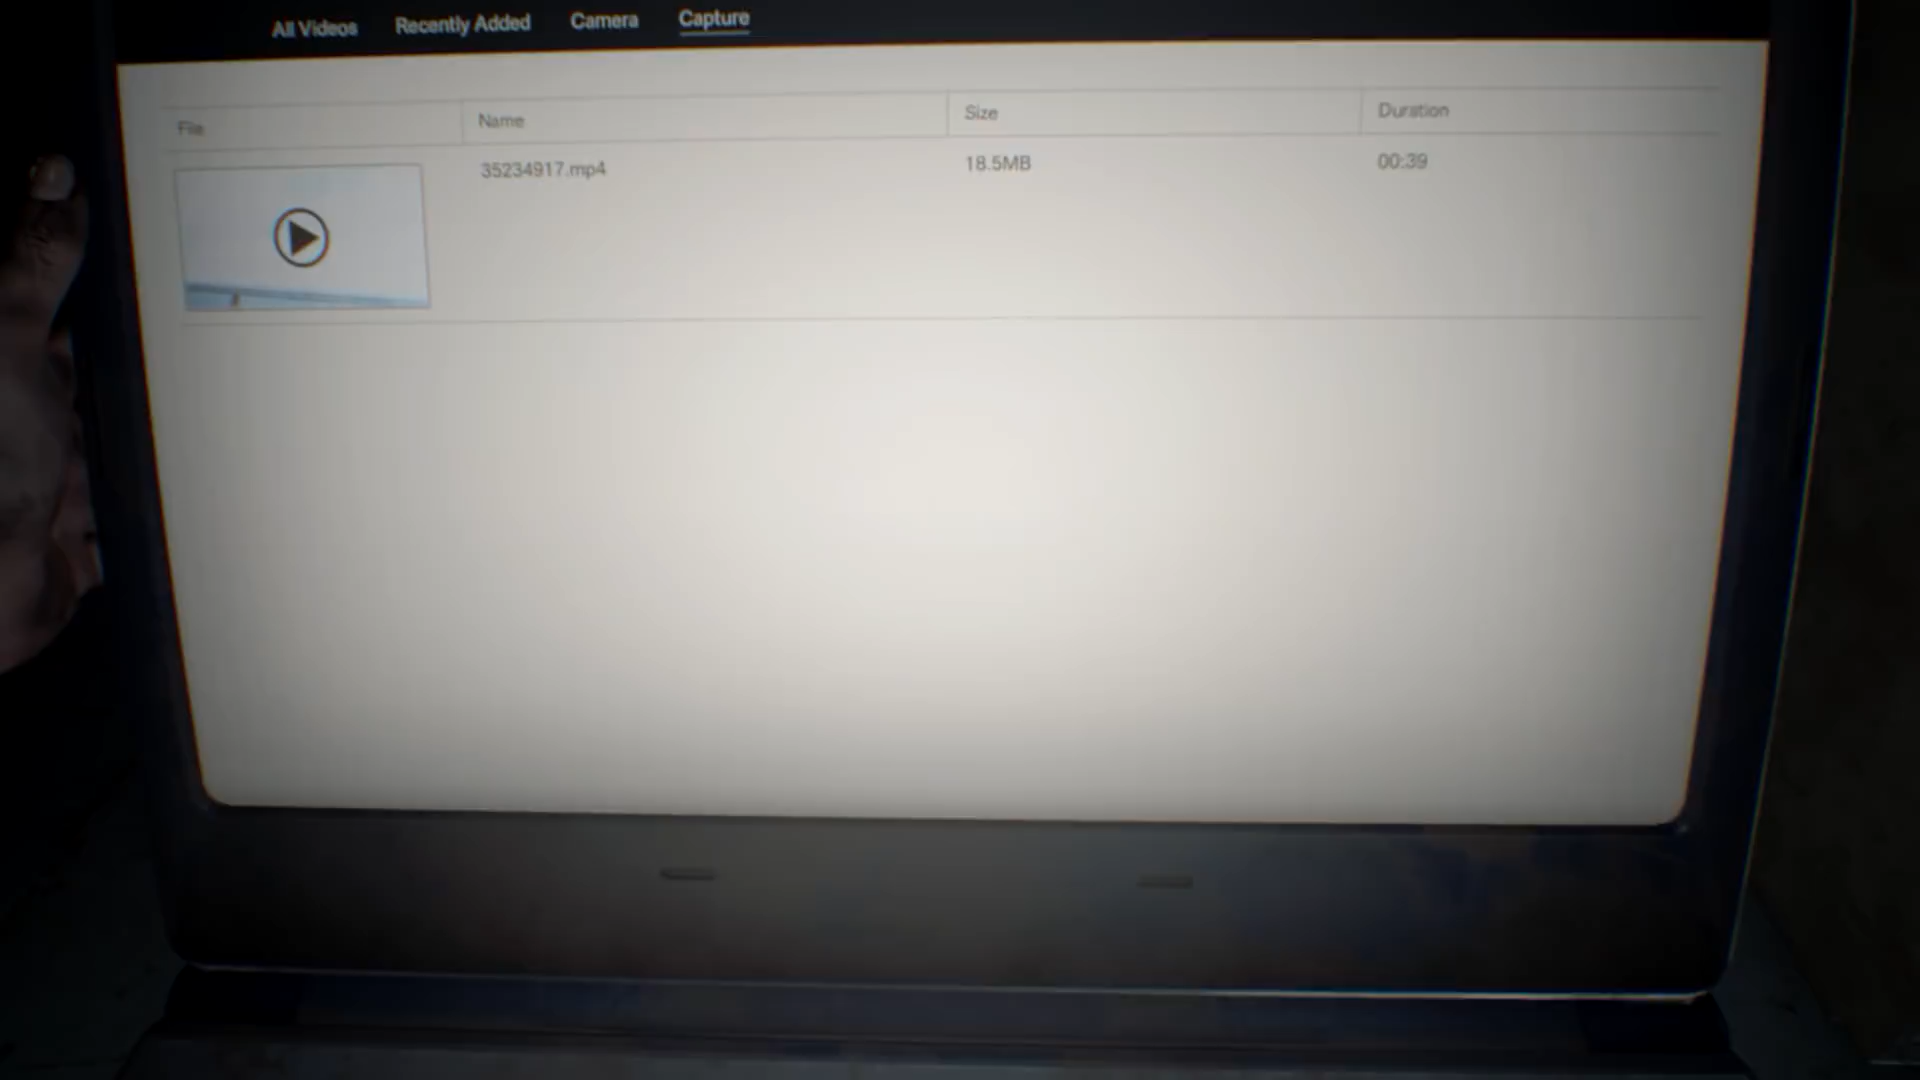 All Videos Recently Added Camera Capture
File Name Size Duration
35234917.mp4 18.5MB 00:39